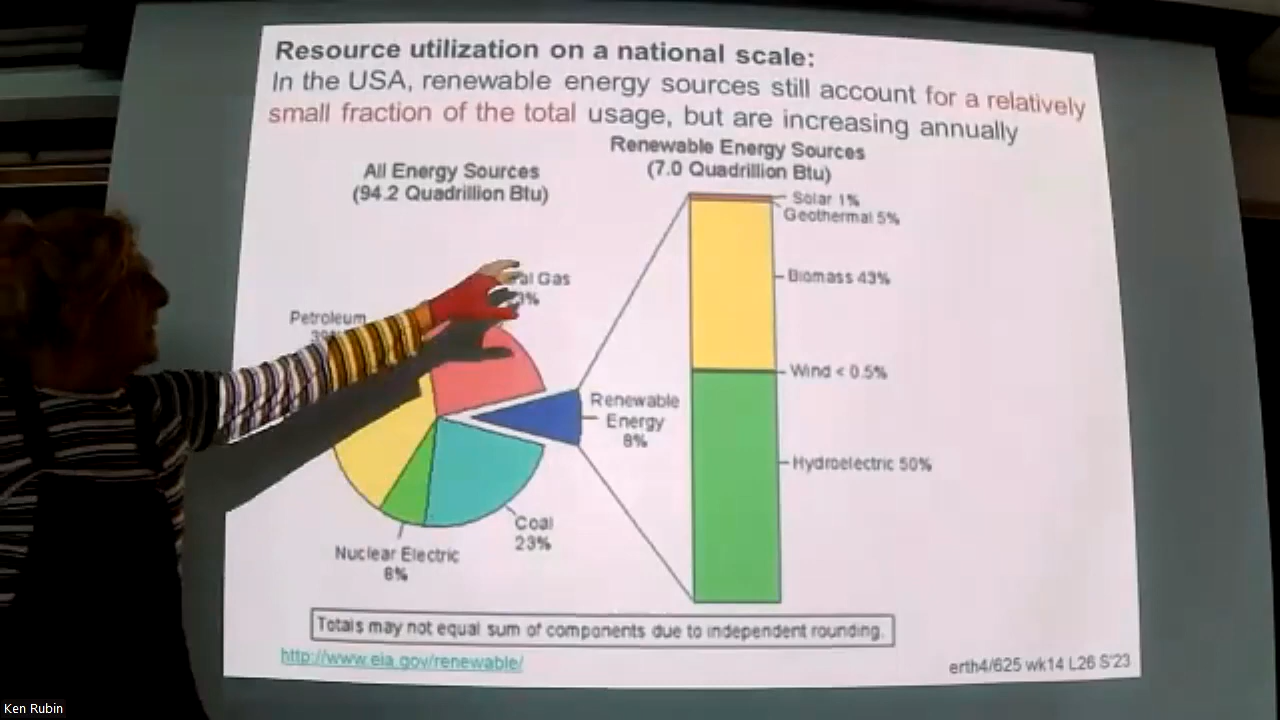 Resource utilization on a national scale:
In the USA, renewable energy sources still account for a relatively
small fraction of the total usage, but are increasing annually
All Energy Sources
(94.2 Quadrillion Btu)
Renewable Energy Sources
(7.0 Quadrillion Btu)
Gas
Petroleum
Renewable
Energy
8%
Coal
23%
Nuclear Electric
8%
Solar 1%
Geothermal 5%
Biomass 43%
Wind < 0.5%
Hydroelectric 50%
Totals may not equal sum of components due to independent rounding.
http://www.eia.gov/renewable/
erth4/625 wk14 L26 S'23
Ken Rubin